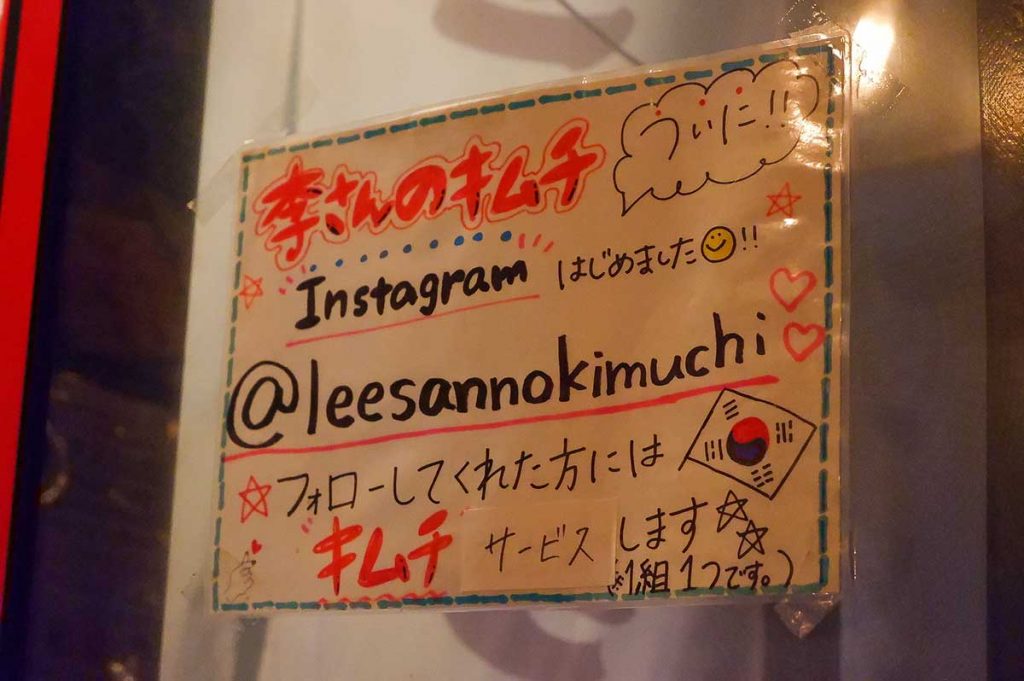 ついに!!
李さんのキムチ
Instagram はじめました!!
@leesannokimuchi
フォローしてくれた方には
キムチ サービス します
(※1組1つです。)